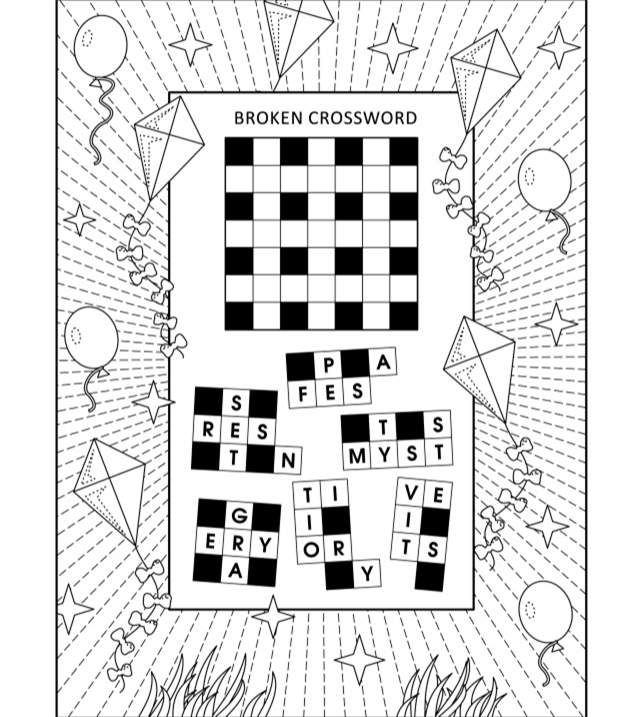 BROKEN CROSSWORD
P A
F E S
S
R E S
T N
T S
M Y S T
G
E R Y
A
T I
I
O R
Y
V E
I
T S